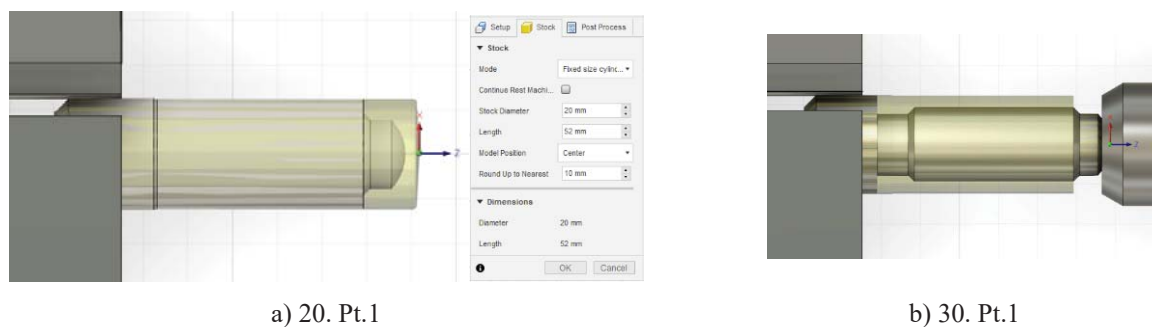 Setup Stock Post Process
Stock
Mode Fixed size cylinc...
Continue Rest Machi...
Stock Diameter 20 mm
Length 52 mm
Model Position Center
Round Up to Nearest 10 mm
Dimensions
Diameter 20 mm
Length 52 mm
OK Cancel
X
Z
Z
a) 20. Pt.1
b) 30. Pt.1